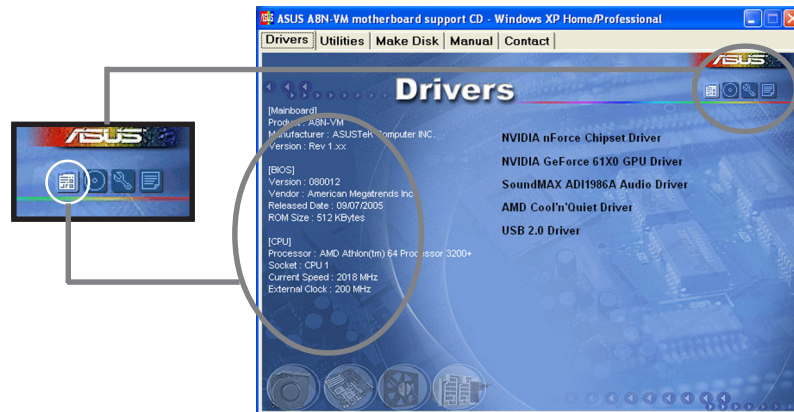 ASUS A8N-VM motherboard support CD - Windows XP Home/Professional
Drivers Utilities Make Disk Manual Contact
ASUS
Drivers
[Mainboard]
Product : A8N-VM
Manufacturer : ASUSTeK Computer INC.
Version : Rev 1.xx
[BIOS]
Version : 080012
Vendor : American Megatrends Inc.
Released Date : 09/07/2005
ROM Size : 512 KBytes
[CPU]
Processor : AMD Athlon(tm) 64 Processor 3200+
Socket : CPU 1
Current Speed : 2018 MHz
External Clock : 200 MHz
NVIDIA nForce Chipset Driver
NVIDIA GeForce 61X0 GPU Driver
SoundMAX ADI1986A Audio Driver
AMD Cool'n'Quiet Driver
USB 2.0 Driver
ASUS